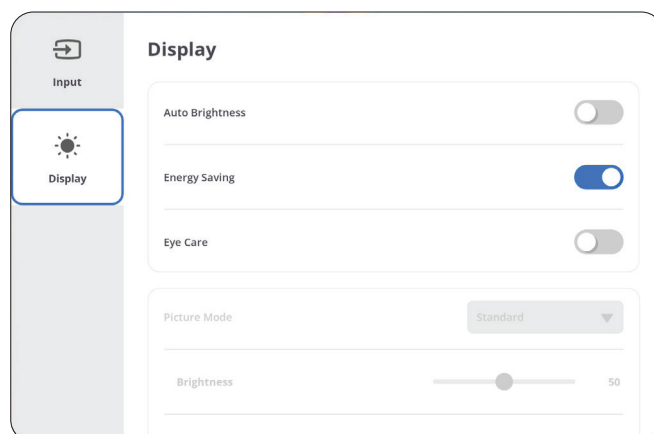 Input
Display
Display
Auto Brightness
Energy Saving
Eye Care
Picture Mode
Standard
Brightness
50